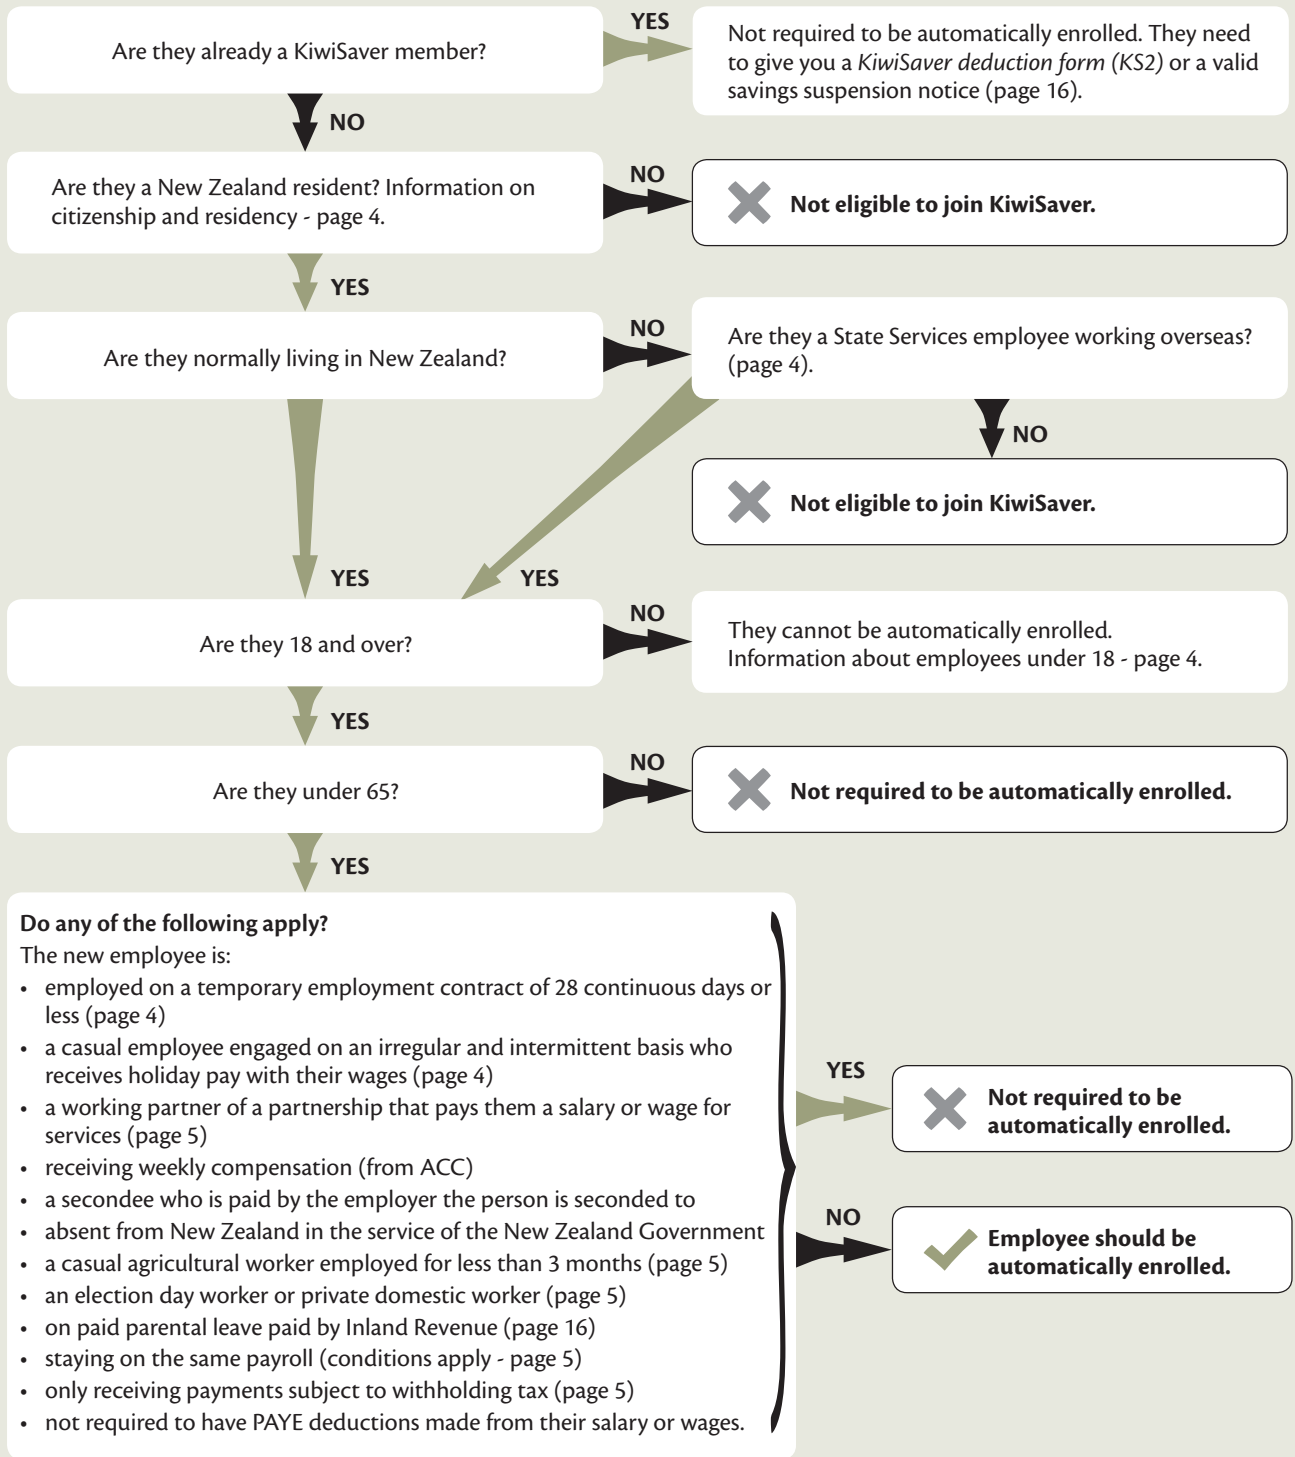 Are they already a KiwiSaver member?
YES
Not required to be automatically enrolled. They need
to give you a KiwiSaver deduction form (KS2) or a valid
savings suspension notice (page 16).
NO
Are they a New Zealand resident? Information on
citizenship and residency - page 4.
NO
Not eligible to join KiwiSaver.
YES
Are they normally living in New Zealand?
NO
Are they a State Services employee working overseas?
(page 4).
NO
Not eligible to join KiwiSaver.
YES
YES
Are they 18 and over?
NO
They cannot be automatically enrolled.
Information about employees under 18 - page 4.
YES
Are they under 65?
NO
Not required to be automatically enrolled.
YES
Do any of the following apply?
The new employee is:
• employed on a temporary employment contract of 28 continuous days or
less (page 4)
• a casual employee engaged on an irregular and intermittent basis who
receives holiday pay with their wages (page 4)
• a working partner of a partnership that pays them a salary or wage for
services (page 5)
• receiving weekly compensation (from ACC)
• a secondee who is paid by the employer the person is seconded to
• absent from New Zealand in the service of the New Zealand Government
• a casual agricultural worker employed for less than 3 months (page 5)
• an election day worker or private domestic worker (page 5)
• on paid parental leave paid by Inland Revenue (page 16)
• staying on the same payroll (conditions apply - page 5)
• only receiving payments subject to withholding tax (page 5)
• not required to have PAYE deductions made from their salary or wages.
YES
Not required to be
automatically enrolled.
NO
Employee should be
automatically enrolled.